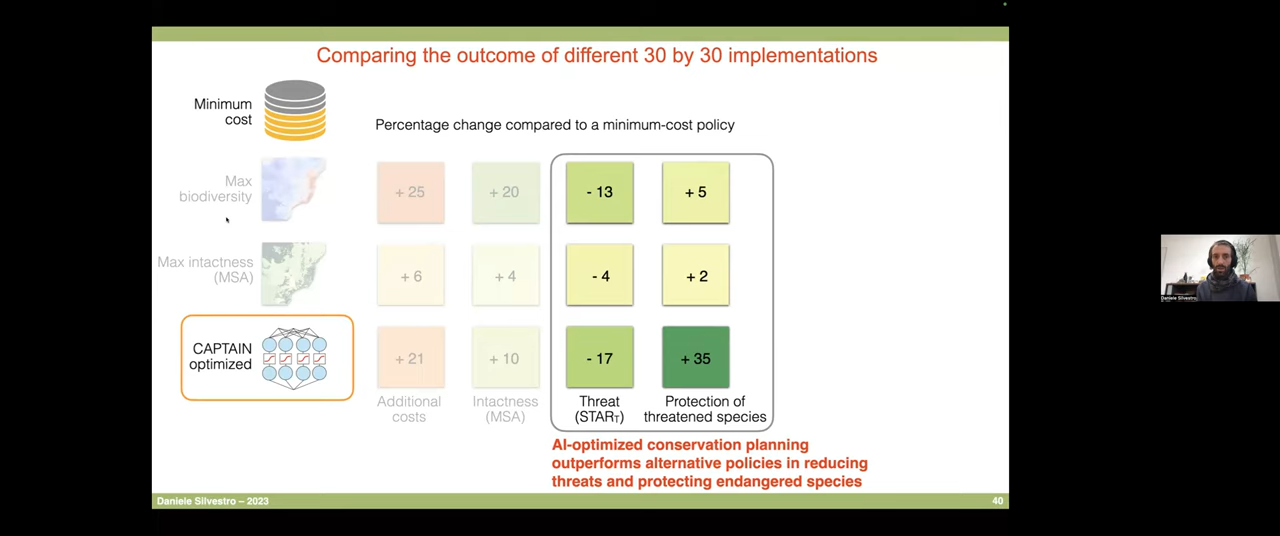 Comparing the outcome of different 30 by 30 implementations
Minimum
cost
Percentage change compared to a minimum-cost policy
Max
biodiversity
+ 25
+ 20
- 13
+ 5
Max intactness
(MSA)
+ 6
+ 4
- 4
+ 2
CAPTAIN
optimized
+ 21
+ 10
- 17
+ 35
Additional
costs
Intactness
(MSA)
Threat
(START)
Protection of
threatened species
AI-optimized conservation planning
outperforms alternative policies in reducing
threats and protecting endangered species
Daniele Silvestro – 2023
40
Daniele Silvestro